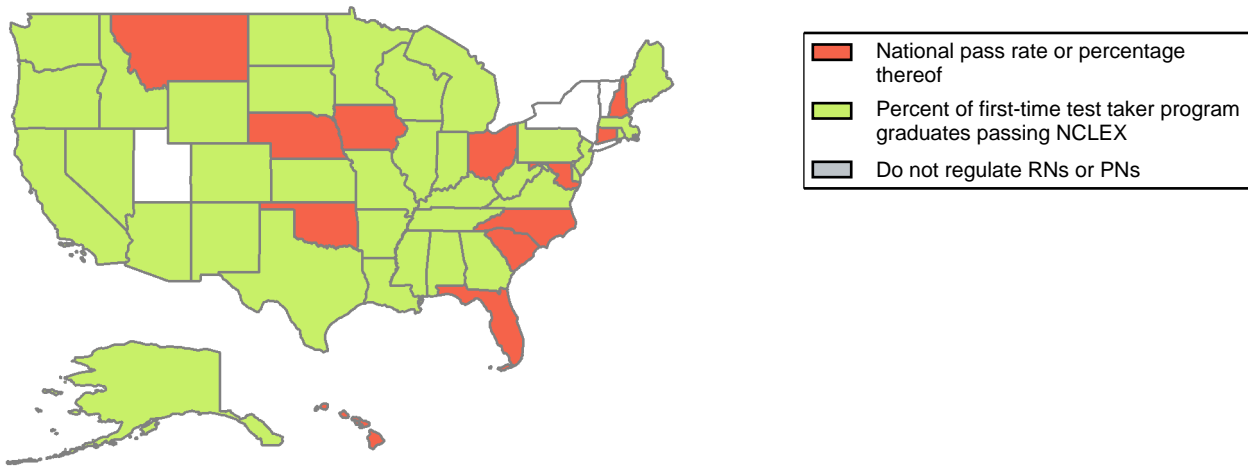 National pass rate or percentage
thereof
Percent of first-time test taker program
graduates passing NCLEX
Do not regulate RNs or PNs